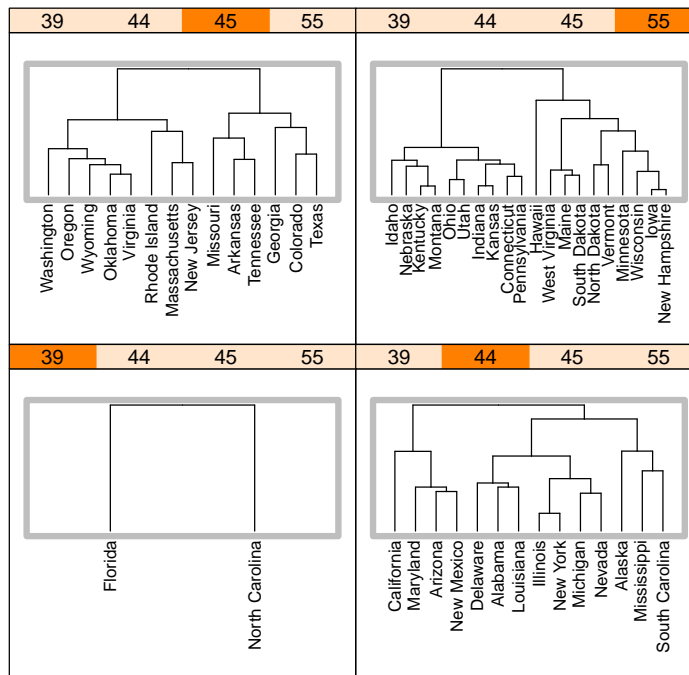 39 44 45 55
Washington
Oregon
Wyoming
Oklahoma
Virginia
Rhode Island
Massachusetts
New Jersey
Missouri
Arkansas
Tennessee
Georgia
Colorado
Texas
39 44 45 55
Idaho
Nebraska
Kentucky
Montana
Ohio
Utah
Indiana
Kansas
Connecticut
Pennsylvania
Hawaii
West Virginia
Maine
South Dakota
North Dakota
Vermont
Minnesota
Wisconsin
Iowa
New Hampshire
39 44 45 55
Florida
North Carolina
39 44 45 55
California
Maryland
Arizona
New Mexico
Delaware
Alabama
Louisiana
Illinois
New York
Michigan
Nevada
Alaska
Mississippi
South Carolina